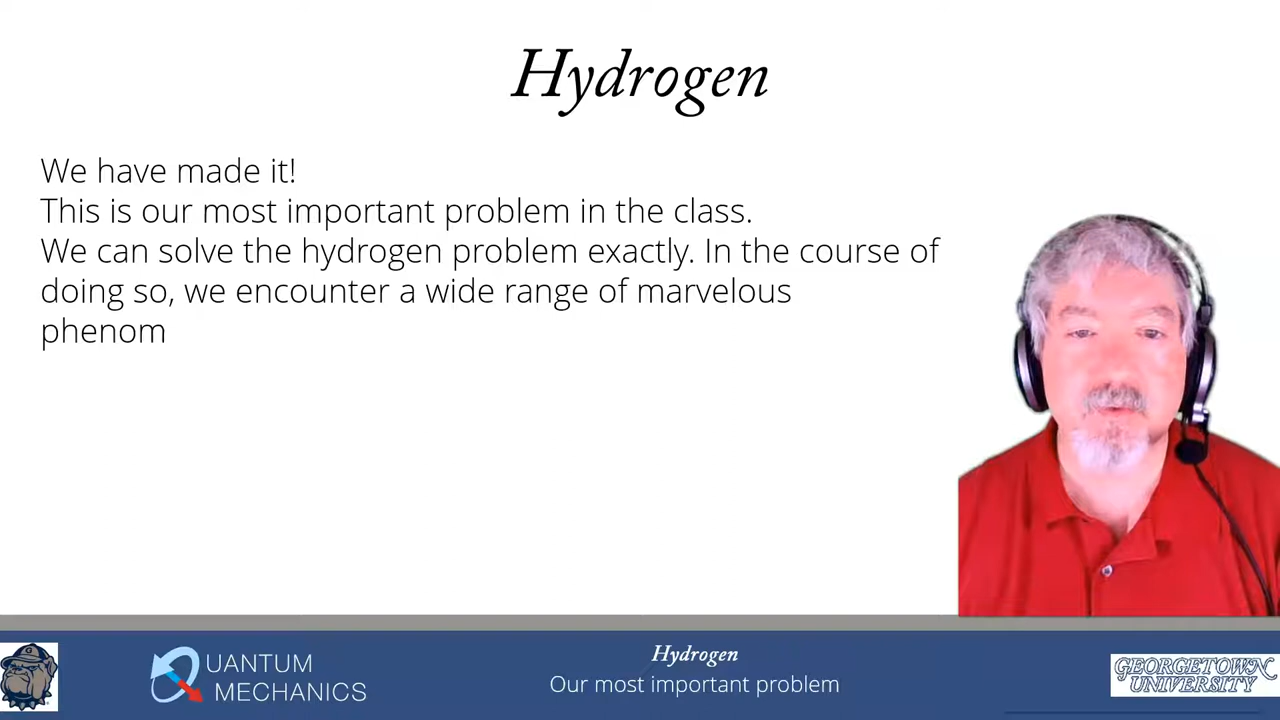 Hydrogen
We have made it!
This is our most important problem in the class.
We can solve the hydrogen problem exactly. In the course of
doing so, we encounter a wide range of marvelous
phenom
G
QUANTUM
MECHANICS
Hydrogen
Our most important problem
GEORGETOWN
UNIVERSITY